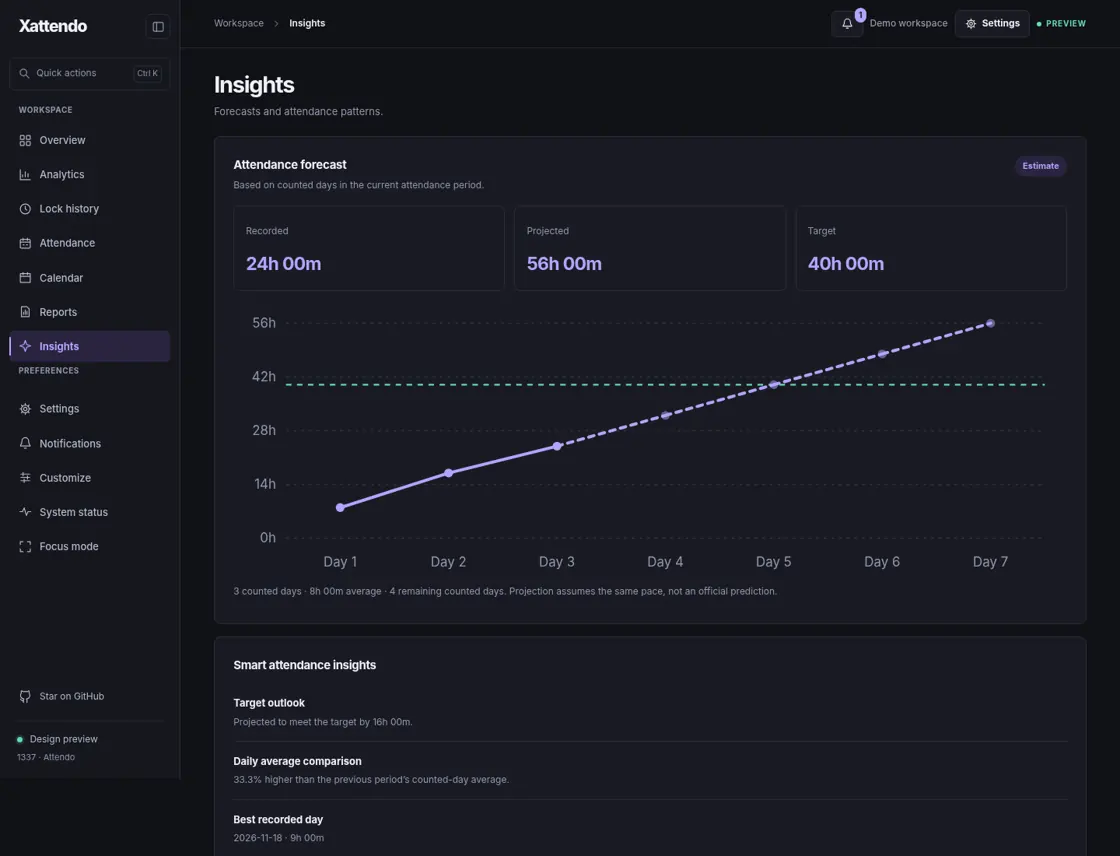 Xattendo
Quick actions Ctrl K
WORKSPACE
Overview
Analytics
Lock history
Attendance
Calendar
Reports
Insights
PREFERENCES
Settings
Notifications
Customize
System status
Focus mode
Star on GitHub
Design preview
1337 · Attendo
Workspace > Insights
1
Demo workspace
Settings
PREVIEW
Insights
Forecasts and attendance patterns.
Attendance forecast
Estimate
Based on counted days in the current attendance period.
Recorded
24h 00m
Projected
56h 00m
Target
40h 00m
56h
42h
28h
14h
0h
Day 1 Day 2 Day 3 Day 4 Day 5 Day 6 Day 7
3 counted days · 8h 00m average · 4 remaining counted days. Projection assumes the same pace, not an official prediction.
Smart attendance insights
Target outlook
Projected to meet the target by 16h 00m.
Daily average comparison
33.3% higher than the previous period's counted-day average.
Best recorded day
2026-11-18 · 9h 00m